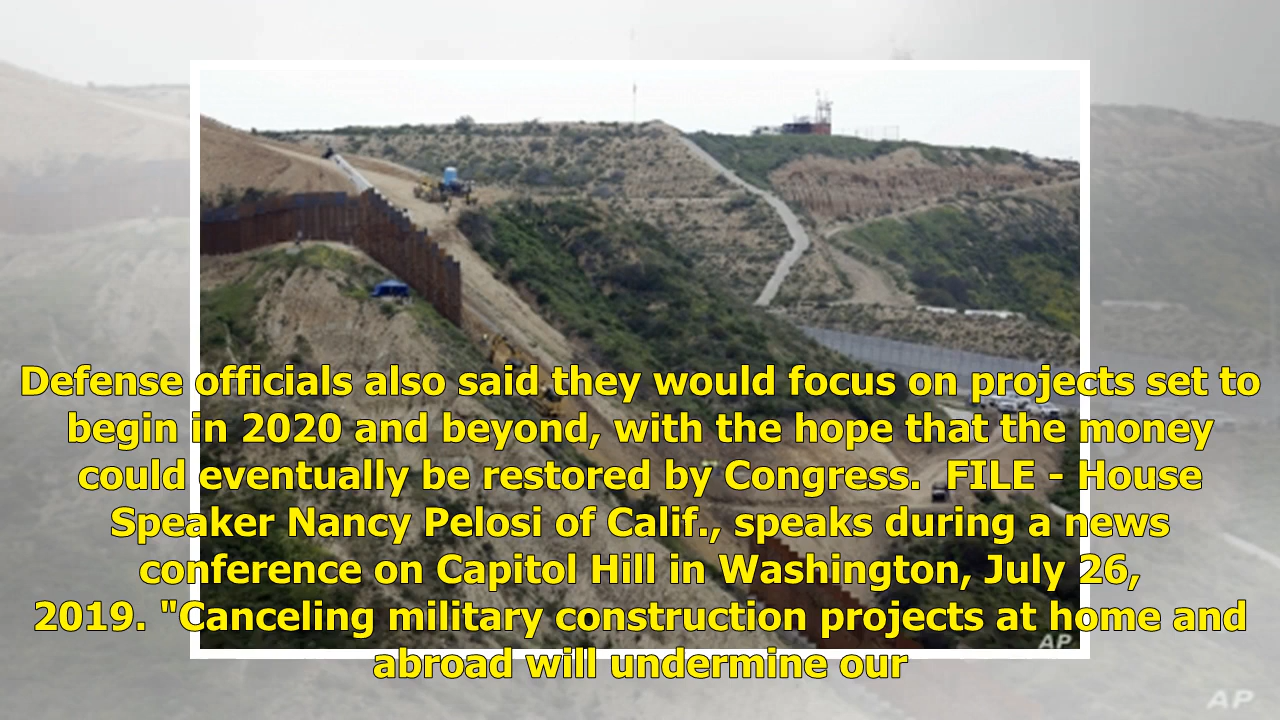 Defense officials also said they would focus on projects set to
begin in 2020 and beyond, with the hope that the money
could eventually be restored by Congress.  FILE - House
Speaker Nancy Pelosi of Calif., speaks during a news
conference on Capitol Hill in Washington, July 26,
2019. "Canceling military construction projects at home and
abroad will undermine our
AP
AP